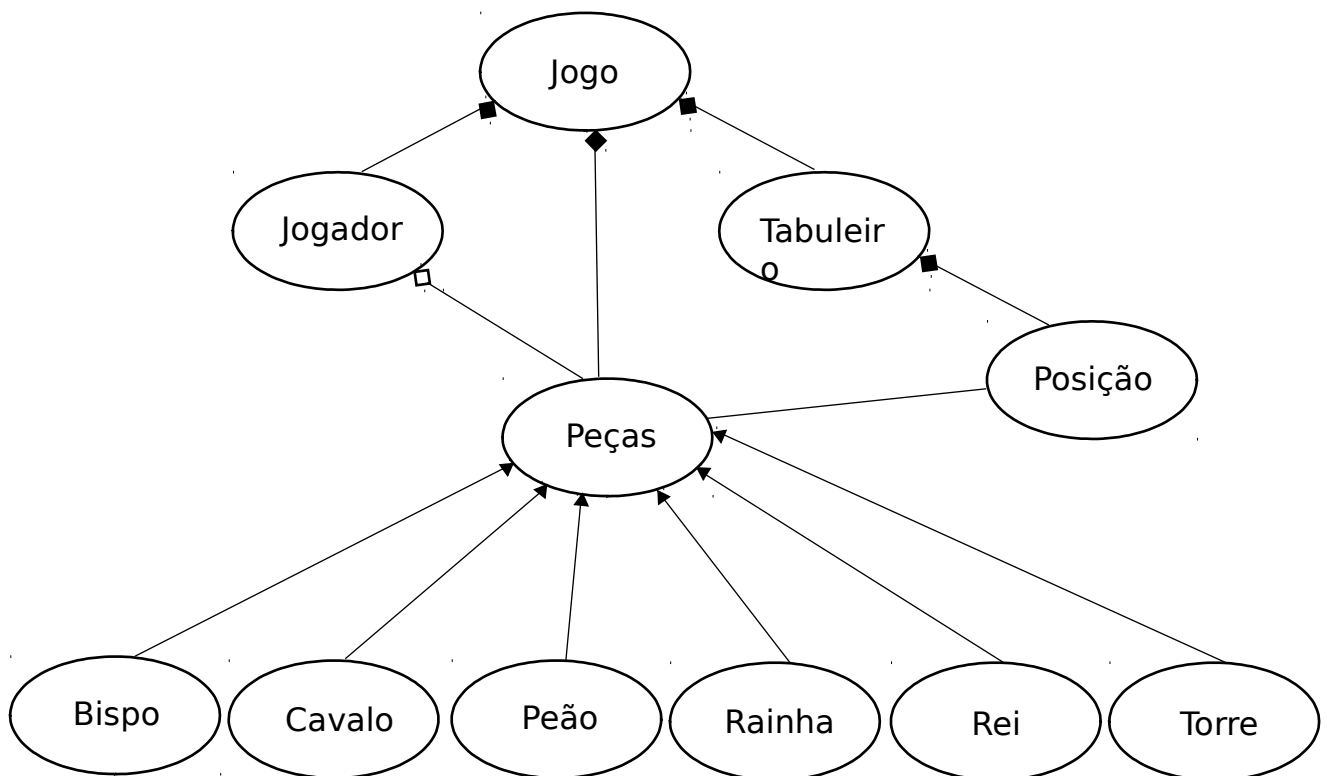 Jogo
Jogador
Tabuleir
o
Posição
Peças
Bispo
Cavalo
Peão
Rainha
Rei
Torre